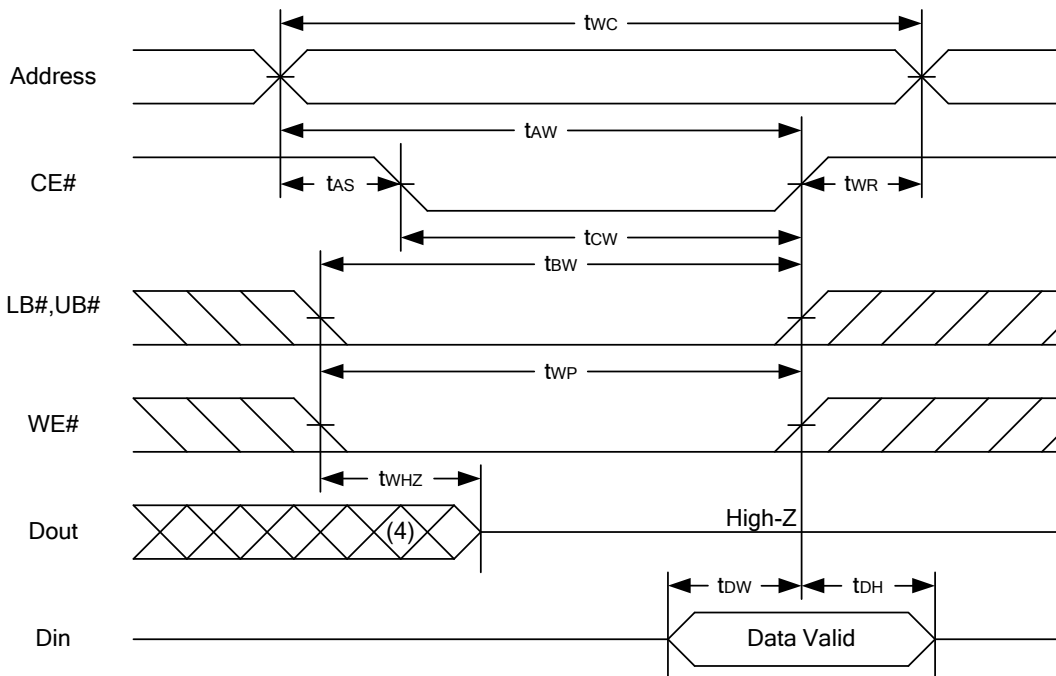 tWC
Address
tAW
CE#
tAS
tWR
tCW
tBW
LB#,UB#
tWP
WE#
tWHZ
Dout
(4)
High-Z
tDW
tDH
Din
Data Valid